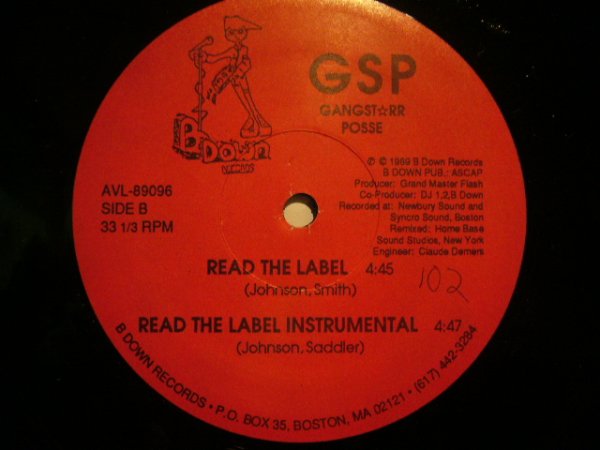 GSP
GANGST☆RR
POSSE
B DOWN
RECORDS
℗ © 1989 B Down Records
B DOWN PUB.: ASCAP
Producer: Grand Master Flash
Co-Producer: DJ 1,2,B Down
Recorded at: Newbury Sound and
Syncro Sound, Boston
Remixed: Home Base
Sound Studios, New York
Engineer: Claude Demers
AVL-89096
SIDE B
33 1/3 RPM
READ THE LABEL 4:45
(Johnson, Smith)
102
READ THE LABEL INSTRUMENTAL 4:47
(Johnson, Saddler)
B DOWN RECORDS • P.O. BOX 35, BOSTON, MA 02121 • (617) 442-3284